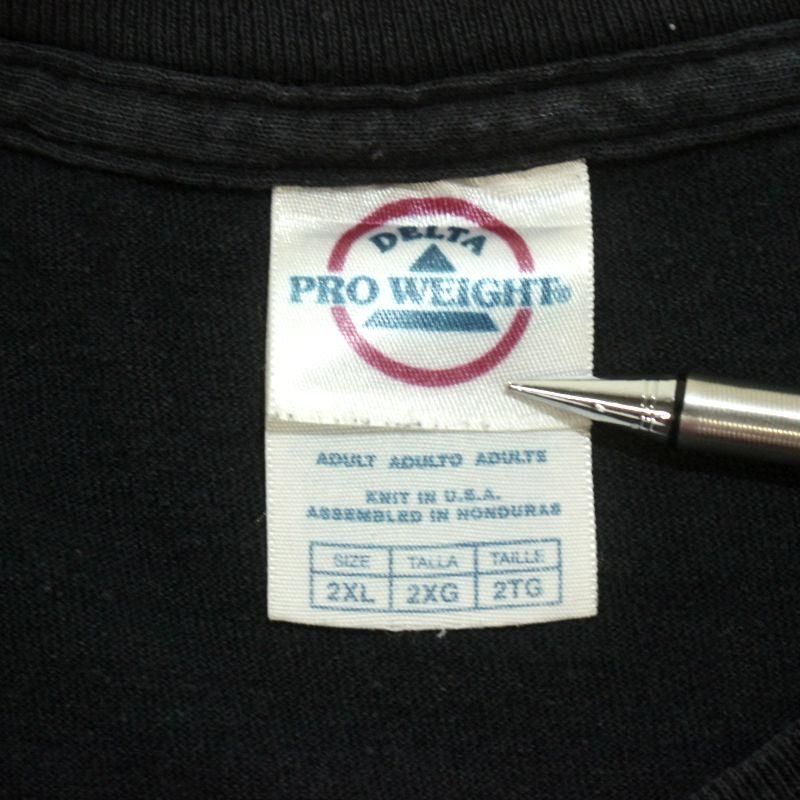 DELTA
PRO WEIGHT®
ADULT ADULTO ADULTE
KNIT IN U.S.A.
ASSEMBLED IN HONDURAS
SIZE TALLA TAILLE
2XL 2XG 2TG